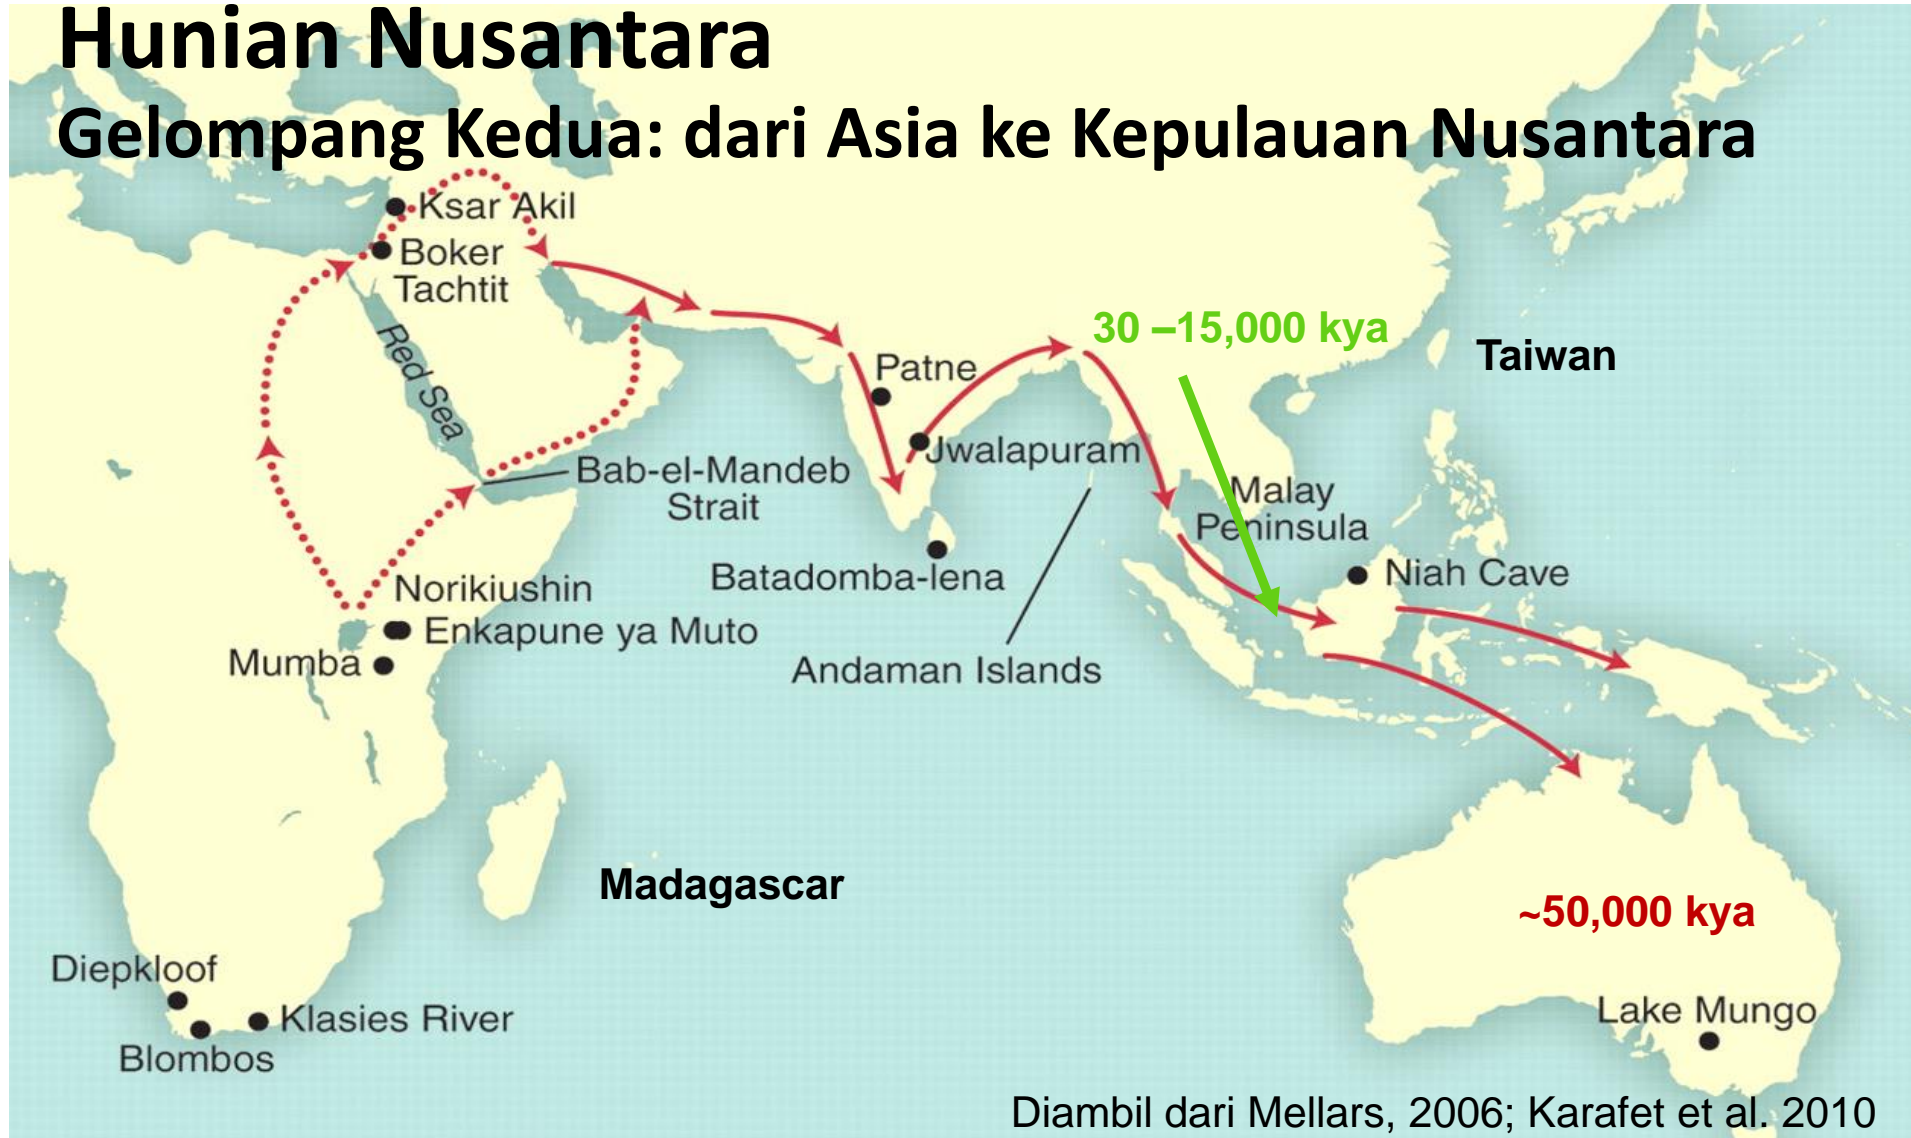 Hunian Nusantara
Gelompang Kedua: dari Asia ke Kepulauan Nusantara
Ksar Akil
Boker
Tachtit
Red Sea
30 –15,000 kya
Taiwan
Patne
Jwalapuram
Bab-el-Mandeb
Strait
Malay
Peninsula
Batadomba-lena
Niah Cave
Norikiushin
Enkapune ya Muto
Mumba
Andaman Islands
Madagascar
~50,000 kya
Diepkloof
Klasies River
Blombos
Lake Mungo
Diambil dari Mellars, 2006; Karafet et al. 2010